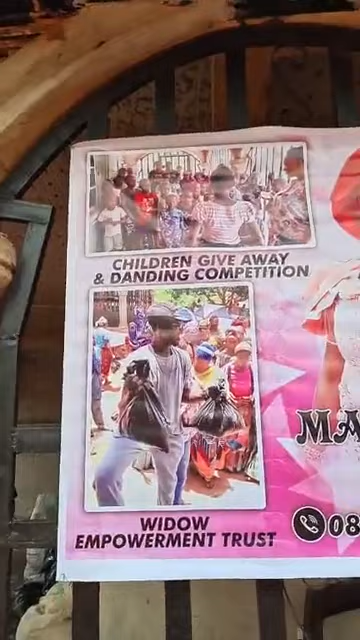 CHILDREN GIVE AWAY
& DANDING COMPETITION
MA
WIDOW
EMPOWERMENT TRUST
08